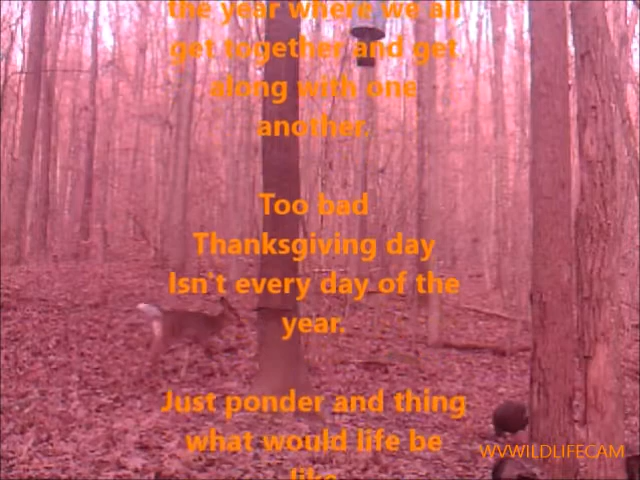 the year where we all
get together and get
along with one
another.
Too bad
Thanksgiving day
Isn't every day of the
year.
Just ponder and thing
what would life be
like
WVWILDLIFECAM